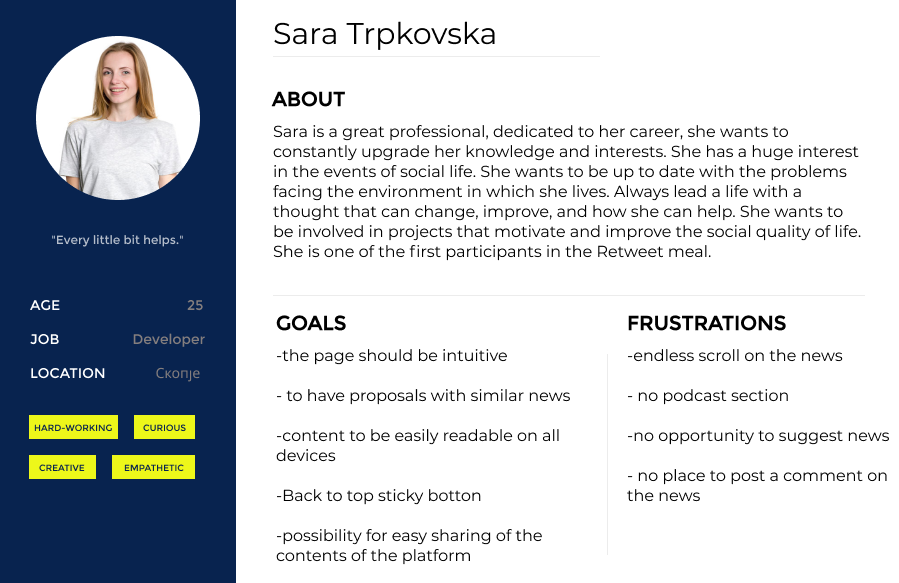 Sara Trpkovska
"Every little bit helps."
AGE 25
JOB Developer
LOCATION Скопје
HARD-WORKING CURIOUS
CREATIVE EMPATHETIC
ABOUT
Sara is a great professional, dedicated to her career, she wants to
constantly upgrade her knowledge and interests. She has a huge interest
in the events of social life. She wants to be up to date with the problems
facing the environment in which she lives. Always lead a life with a
thought that can change, improve, and how she can help. She wants to
be involved in projects that motivate and improve the social quality of life.
She is one of the first participants in the Retweet meal.
GOALS
-the page should be intuitive
- to have proposals with similar news
-content to be easily readable on all
devices
-Back to top sticky botton
-possibility for easy sharing of the
contents of the platform
FRUSTRATIONS
-endless scroll on the news
- no podcast section
-no opportunity to suggest news
- no place to post a comment on
the news